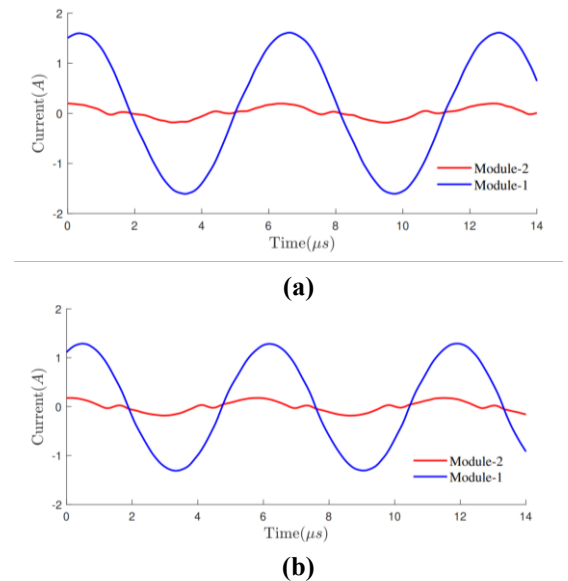 2
1
0
-1
-2
Current(A)
Module-2
Module-1
0 2 4 6 8 10 12 14
Time(μs)
(a)
2
1
0
-1
-2
Current(A)
Module-2
Module-1
0 2 4 6 8 10 12 14
Time(μs)
(b)